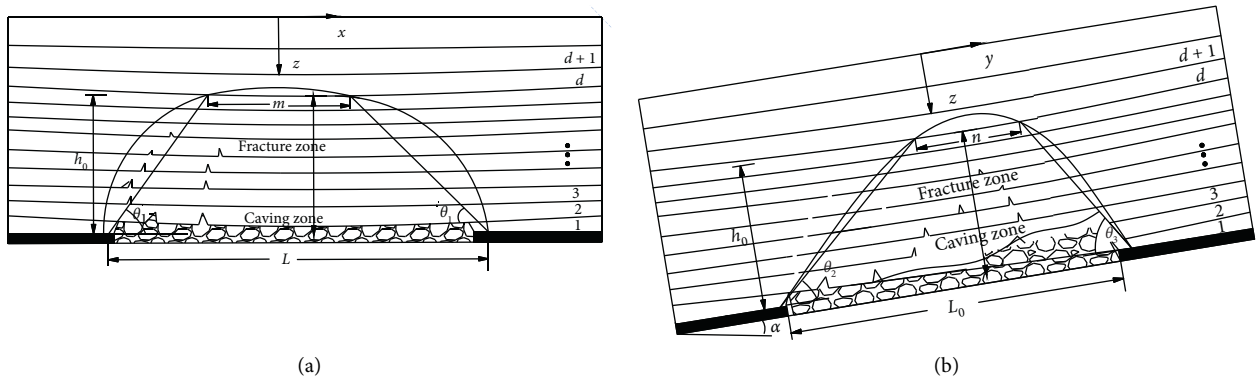 x
z
d + 1
d
m
h₀
Fracture zone
θ₁
Caving zone
θ₁
3
2
1
L
(a)
y
z
d + 1
d
n
h₀
Fracture zone
Caving zone
θ₂
θ₃
3
2
1
L₀
α
(b)